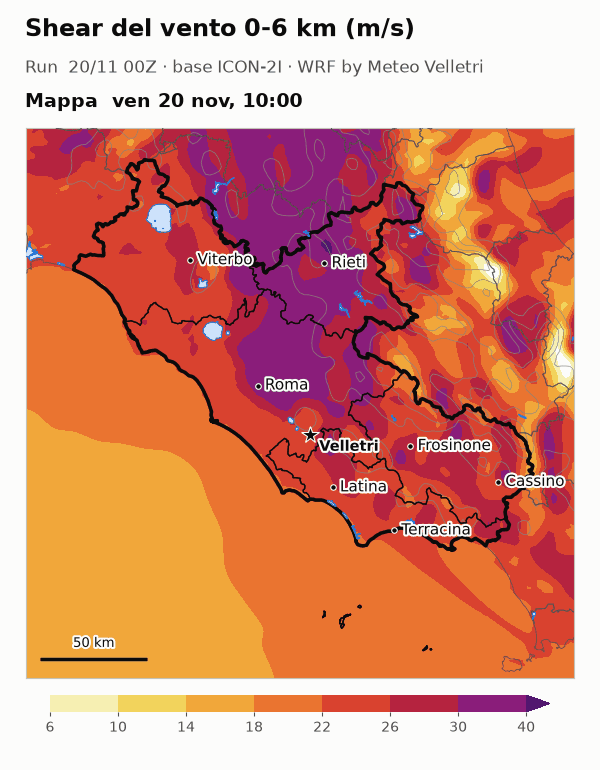 Shear del vento 0-6 km (m/s)
Run  20/11 00Z · base ICON-2I · WRF by Meteo Velletri
Mappa  ven 20 nov, 10:00
Viterbo
Rieti
Roma
Velletri
Frosinone
Cassino
Latina
Terracina
50 km
6 10 14 18 22 26 30 40